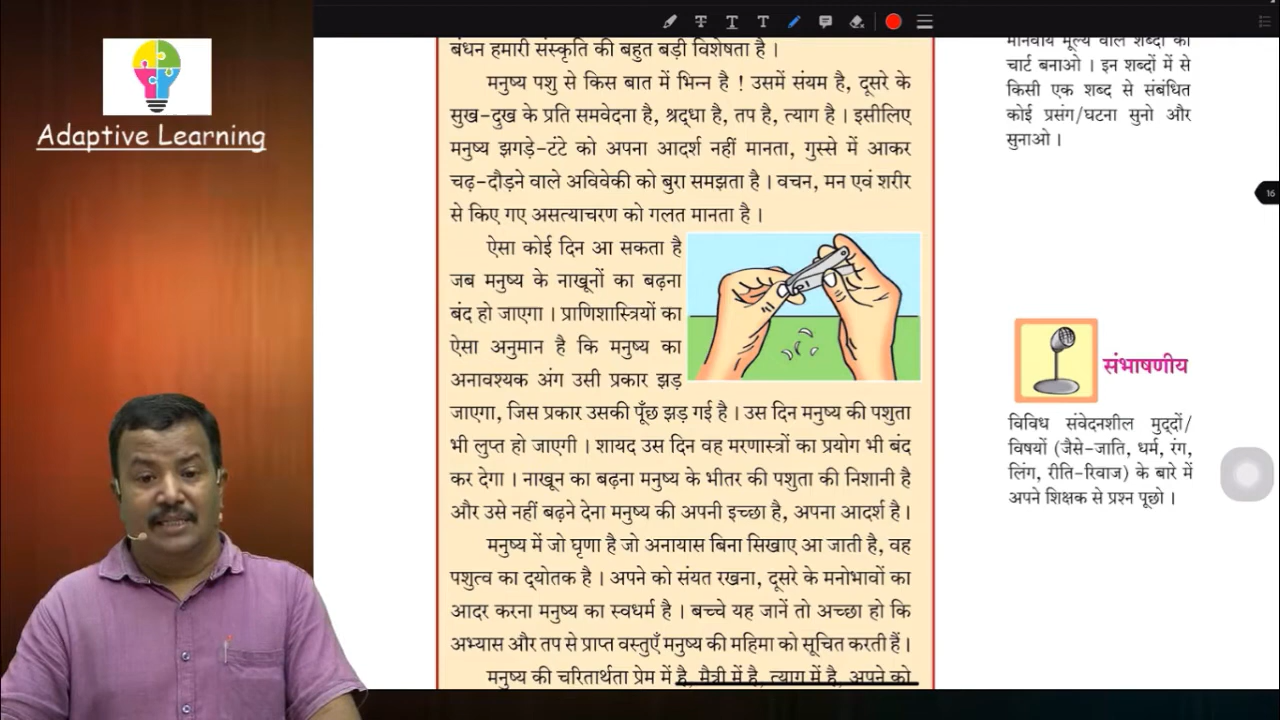 Adaptive Learning
बंधन हमारी संस्कृति की बहुत बड़ी विशेषता है ।
मनुष्य पशु से किस बात में भिन्न है ! उसमें संयम है, दूसरे के
सुख-दुख के प्रति समवेदना है, श्रद्धा है, तप है, त्याग है । इसीलिए
मनुष्य झगड़े-टंटे को अपना आदर्श नहीं मानता, गुस्से में आकर
चढ़-दौड़ने वाले अविवेकी को बुरा समझता है । वचन, मन एवं शरीर
से किए गए असत्याचरण को गलत मानता है ।
ऐसा कोई दिन आ सकता है
जब मनुष्य के नाखूनों का बढ़ना
बंद हो जाएगा । प्राणिशास्त्रियों का
ऐसा अनुमान है कि मनुष्य का
अनावश्यक अंग उसी प्रकार झड़
जाएगा, जिस प्रकार उसकी पूँछ झड़ गई है । उस दिन मनुष्य की पशुता
भी लुप्त हो जाएगी । शायद उस दिन वह मरणास्त्रों का प्रयोग भी बंद
कर देगा । नाखून का बढ़ना मनुष्य के भीतर की पशुता की निशानी है
और उसे नहीं बढ़ने देना मनुष्य की अपनी इच्छा है, अपना आदर्श है ।
मनुष्य में जो घृणा है जो अनायास बिना सिखाए आ जाती है, वह
पशुत्व का द्योतक है । अपने को संयत रखना, दूसरे के मनोभावों का
आदर करना मनुष्य का स्वधर्म है । बच्चे यह जानें तो अच्छा हो कि
अभ्यास और तप से प्राप्त वस्तुएँ मनुष्य की महिमा को सूचित करती हैं ।
मनुष्य की चरितार्थता प्रेम में है, मैत्री में है, त्याग में है, अपने को
मानवीय मूल्य वाले शब्दों का
चार्ट बनाओ । इन शब्दों में से
किसी एक शब्द से संबंधित
कोई प्रसंग/घटना सुनो और
सुनाओ ।
16
संभाषणीय
विविध संवेदनशील मुद्दों/
विषयों (जैसे-जाति, धर्म, रंग,
लिंग, रीति-रिवाज) के बारे में
अपने शिक्षक से प्रश्न पूछो ।